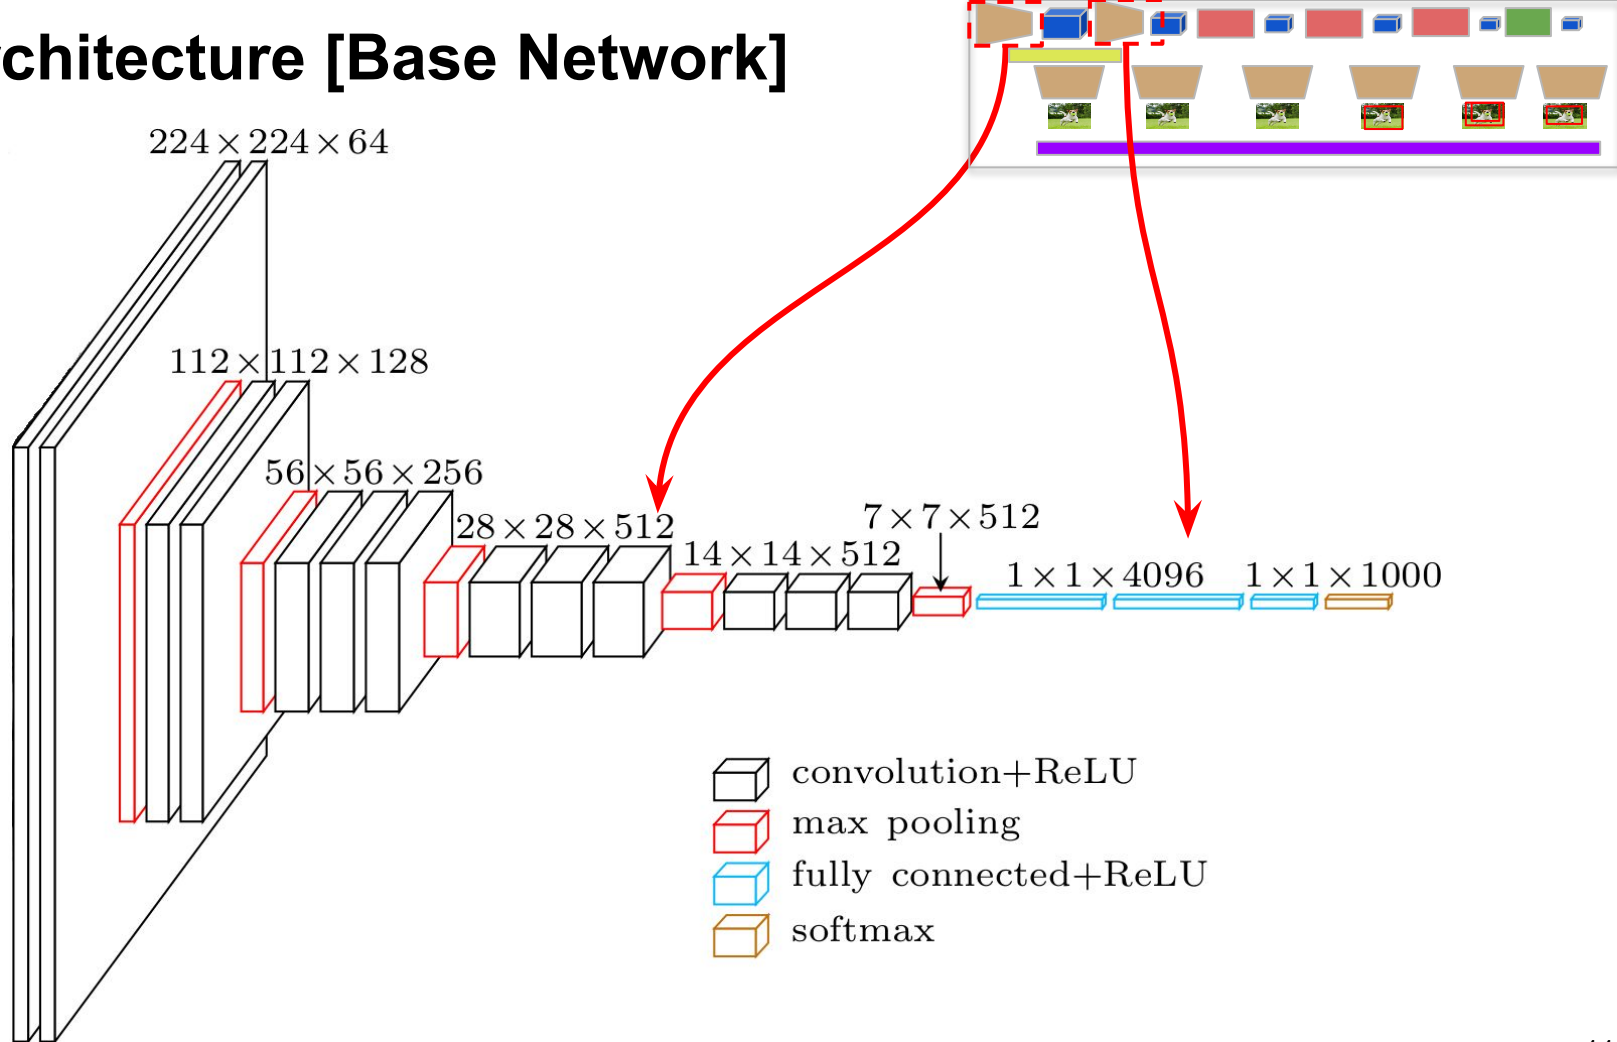 chitecture [Base Network]
224×224×64
112×112×128
56×56×256
28×28×512
14×14×512
7×7×512
1×1×4096
1×1×1000
convolution+ReLU
max pooling
fully connected+ReLU
softmax